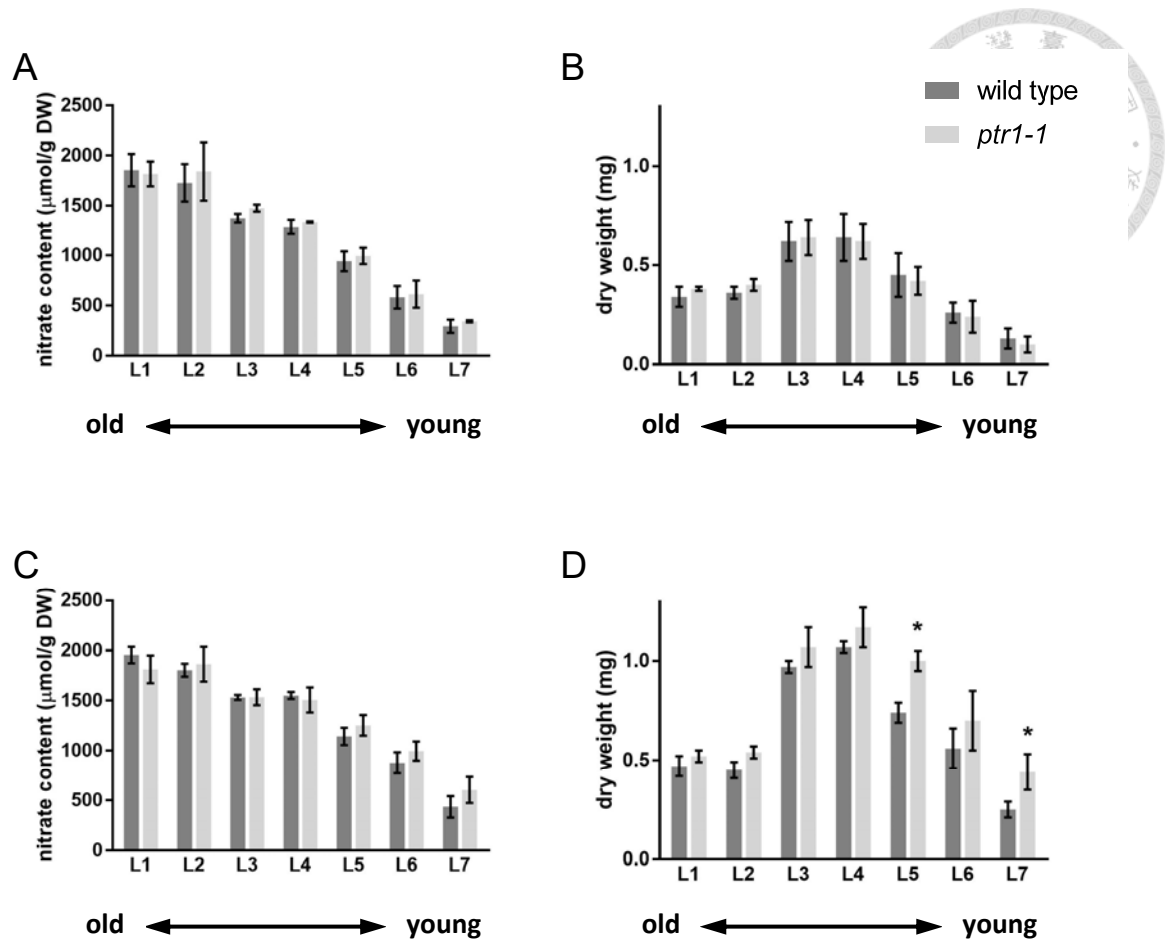 A
nitrate content (μmol/g DW)
2500
2000
1500
1000
500
0
L1 L2 L3 L4 L5 L6 L7
old young
B
wild type
ptr1-1
dry weight (mg)
1.0
0.5
0.0
L1 L2 L3 L4 L5 L6 L7
old young
C
nitrate content (μmol/g DW)
2500
2000
1500
1000
500
0
L1 L2 L3 L4 L5 L6 L7
old young
D
dry weight (mg)
1.0
0.5
0.0
* *
L1 L2 L3 L4 L5 L6 L7
old young